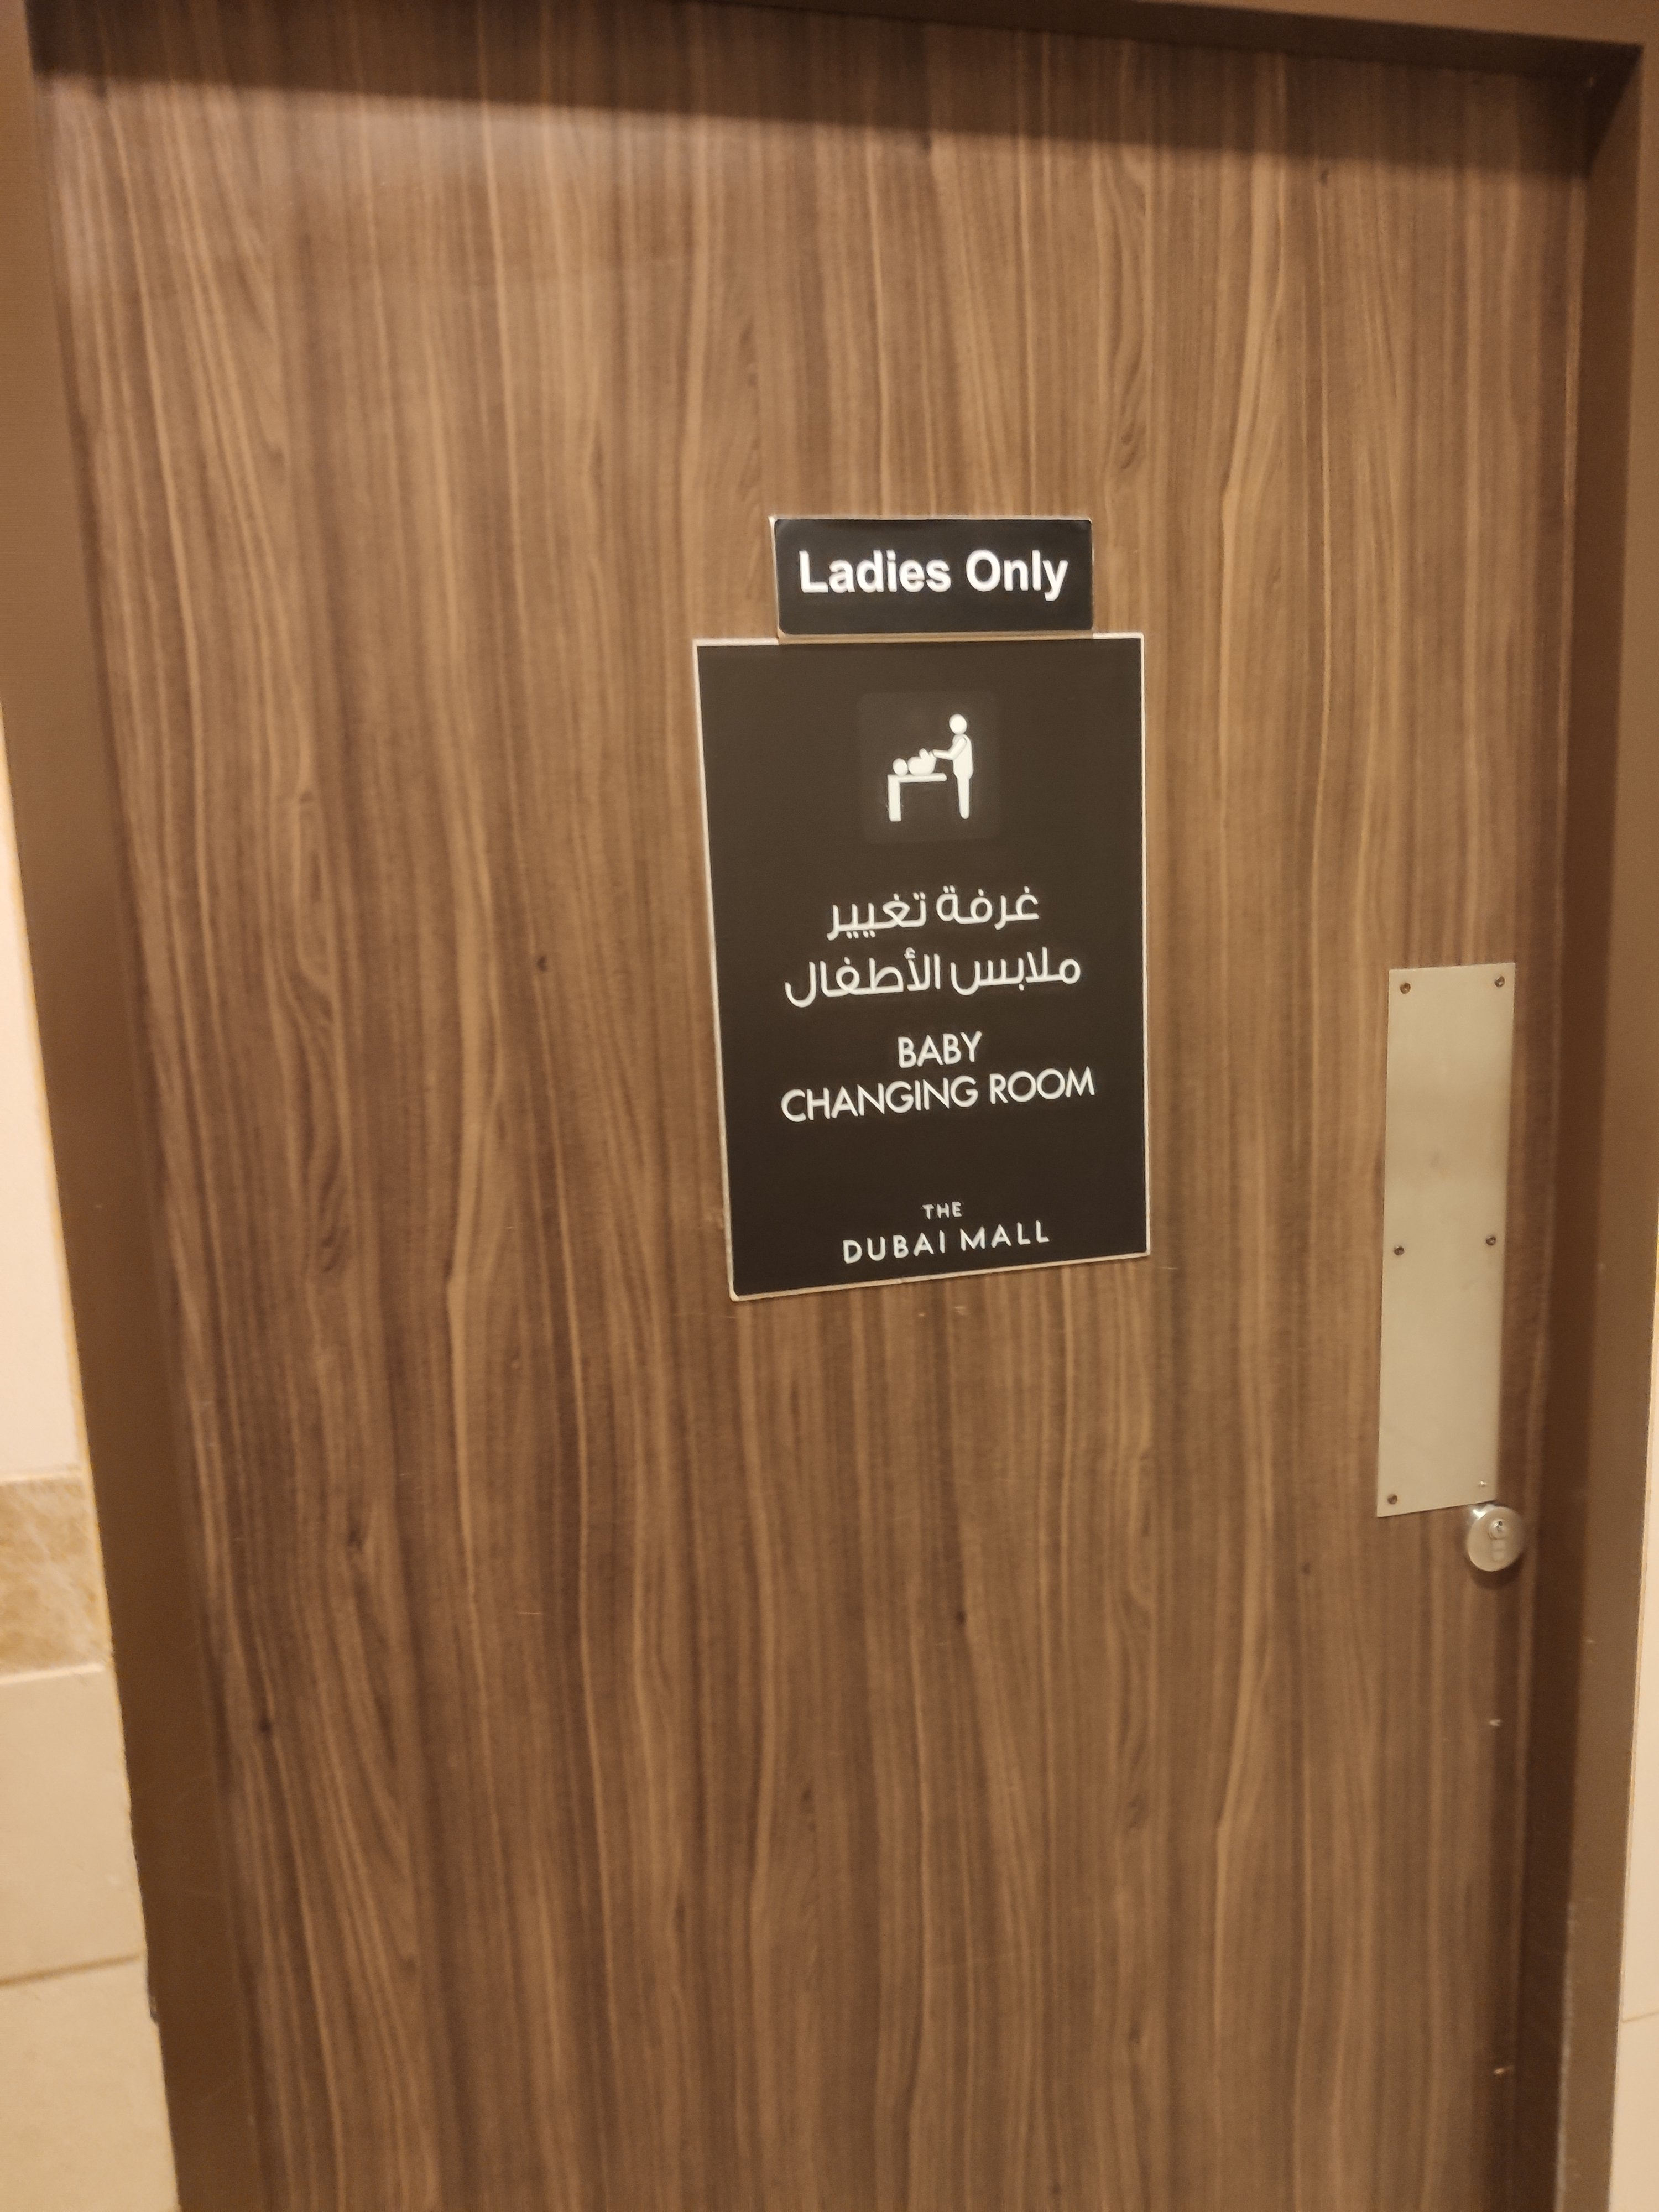 Ladies Only
غرفة تغيير
ملابس الأطفال
BABY
CHANGING ROOM
THE
DUBAI MALL